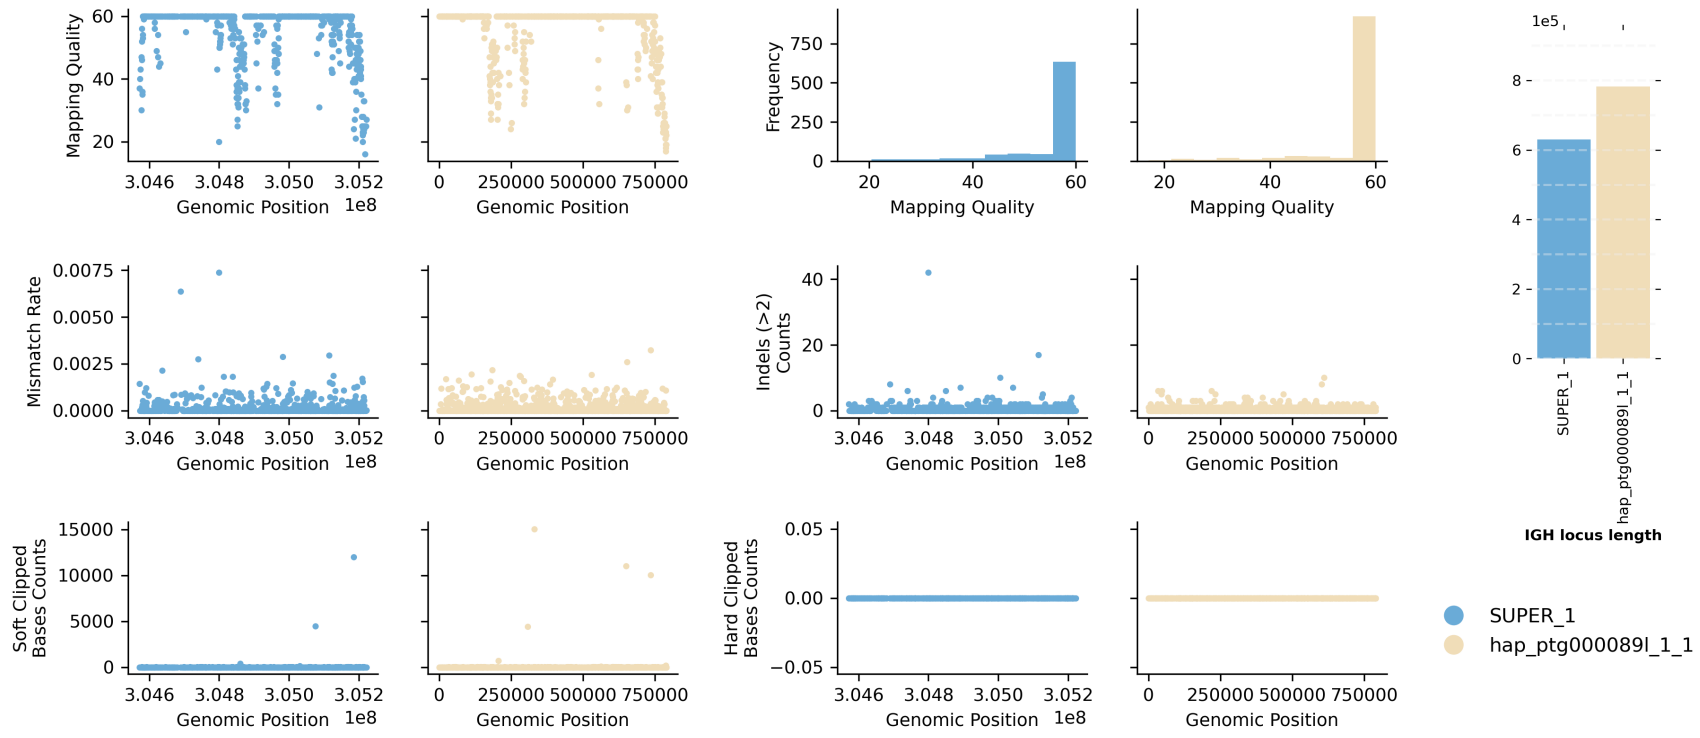 Mapping Quality
60
40
20
3.046 3.048 3.050 3.052
1e8
Genomic Position
0 250000 500000 750000
Genomic Position
Frequency
750
500
250
0
20 40 60
Mapping Quality
20 40 60
Mapping Quality
1e5
8
6
4
2
0
SUPER_1
hap_ptg000089l_1_1
IGH locus length
Mismatch Rate
0.0075
0.0050
0.0025
0.0000
3.046 3.048 3.050 3.052
1e8
Genomic Position
0 250000 500000 750000
Genomic Position
Indels (>2)
Counts
40
20
0
3.046 3.048 3.050 3.052
1e8
Genomic Position
0 250000 500000 750000
Genomic Position
Soft Clipped
Bases Counts
15000
10000
5000
0
3.046 3.048 3.050 3.052
1e8
Genomic Position
0 250000 500000 750000
Genomic Position
Hard Clipped
Bases Counts
0.05
0.00
−0.05
3.046 3.048 3.050 3.052
1e8
Genomic Position
0 250000 500000 750000
Genomic Position
SUPER_1
hap_ptg000089l_1_1